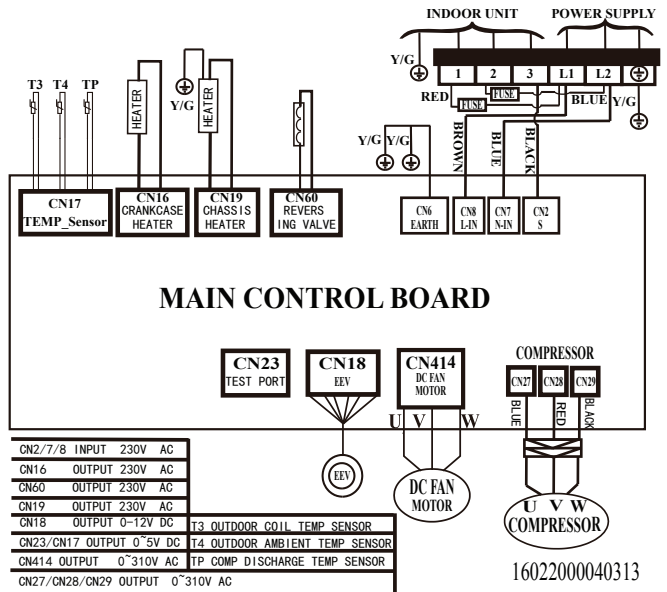 INDOOR UNIT POWER SUPPLY
Y/G
1 2 3 L1 L2
RED FUSE FUSE BLUE Y/G
T3 T4 TP
HEATER
Y/G
HEATER
Y/G Y/G
BROWN
BLUE
BLACK
CN17
TEMP_Sensor
CN16
CRANKCASE
HEATER
CN19
CHASSIS
HEATER
CN60
REVERS
ING VALVE
CN6
EARTH
CN8
L-IN
CN7
N-IN
CN2
S
MAIN CONTROL BOARD
CN23
TEST PORT
CN18
EEV
CN414
DC FAN
MOTOR
COMPRESSOR
CN27 CN28 CN29
BLUE RED BLACK
U V W
EEV
DC FAN
MOTOR
U V W
COMPRESSOR
CN2/7/8 INPUT 230V AC
CN16 OUTPUT 230V AC
CN60 OUTPUT 230V AC
CN19 OUTPUT 230V AC
CN18 OUTPUT 0-12V DC T3 OUTDOOR COIL TEMP SENSOR
CN23/CN17 OUTPUT 0~5V DC T4 OUTDOOR AMBIENT TEMP SENSOR
CN414 OUTPUT 0~310V AC TP COMP DISCHARGE TEMP SENSOR
CN27/CN28/CN29 OUTPUT 0~310V AC
16022000040313